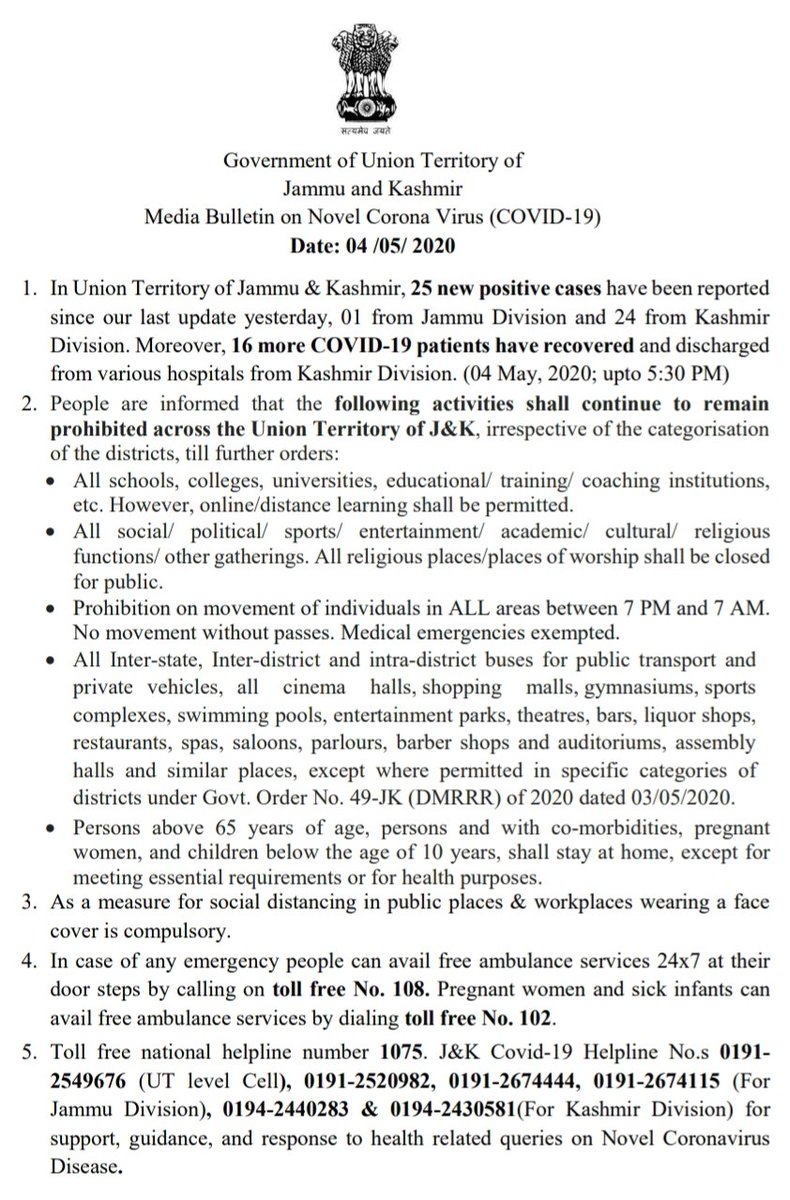 सत्यमेव जयते
Government of Union Territory of
Jammu and Kashmir
Media Bulletin on Novel Corona Virus (COVID-19)
Date: 04 /05/ 2020
1. In Union Territory of Jammu & Kashmir, 25 new positive cases have been reported
since our last update yesterday, 01 from Jammu Division and 24 from Kashmir
Division. Moreover, 16 more COVID-19 patients have recovered and discharged
from various hospitals from Kashmir Division. (04 May, 2020; upto 5:30 PM)
2. People are informed that the following activities shall continue to remain
prohibited across the Union Territory of J&K, irrespective of the categorisation
of the districts, till further orders:
• All schools, colleges, universities, educational/ training/ coaching institutions,
etc. However, online/distance learning shall be permitted.
• All social/ political/ sports/ entertainment/ academic/ cultural/ religious
functions/ other gatherings. All religious places/places of worship shall be closed
for public.
• Prohibition on movement of individuals in ALL areas between 7 PM and 7 AM.
No movement without passes. Medical emergencies exempted.
• All Inter-state, Inter-district and intra-district buses for public transport and
private vehicles, all cinema halls, shopping malls, gymnasiums, sports
complexes, swimming pools, entertainment parks, theatres, bars, liquor shops,
restaurants, spas, saloons, parlours, barber shops and auditoriums, assembly
halls and similar places, except where permitted in specific categories of
districts under Govt. Order No. 49-JK (DMRRR) of 2020 dated 03/05/2020.
• Persons above 65 years of age, persons and with co-morbidities, pregnant
women, and children below the age of 10 years, shall stay at home, except for
meeting essential requirements or for health purposes.
3. As a measure for social distancing in public places & workplaces wearing a face
cover is compulsory.
4. In case of any emergency people can avail free ambulance services 24x7 at their
door steps by calling on toll free No. 108. Pregnant women and sick infants can
avail free ambulance services by dialing toll free No. 102.
5. Toll free national helpline number 1075. J&K Covid-19 Helpline No.s 0191-
2549676 (UT level Cell), 0191-2520982, 0191-2674444, 0191-2674115 (For
Jammu Division), 0194-2440283 & 0194-2430581(For Kashmir Division) for
support, guidance, and response to health related queries on Novel Coronavirus
Disease.